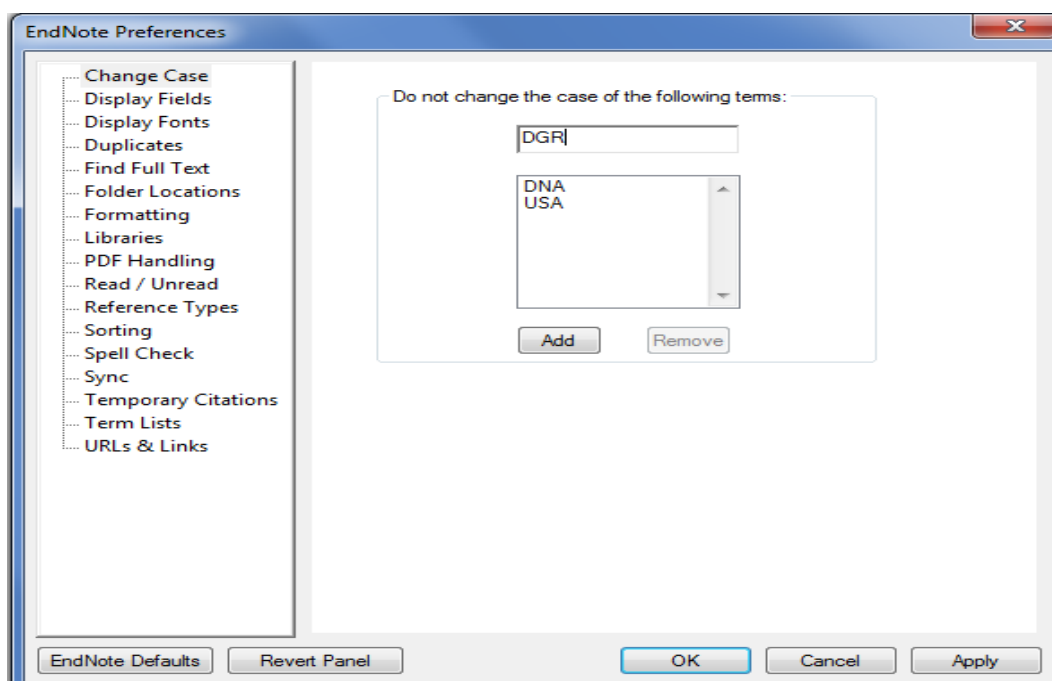 EndNote Preferences
Change Case
Display Fields
Display Fonts
Duplicates
Find Full Text
Folder Locations
Formatting
Libraries
PDF Handling
Read / Unread
Reference Types
Sorting
Spell Check
Sync
Temporary Citations
Term Lists
URLs & Links
Do not change the case of the following terms:
DGR
DNA
USA
Add
Remove
EndNote Defaults
Revert Panel
OK
Cancel
Apply